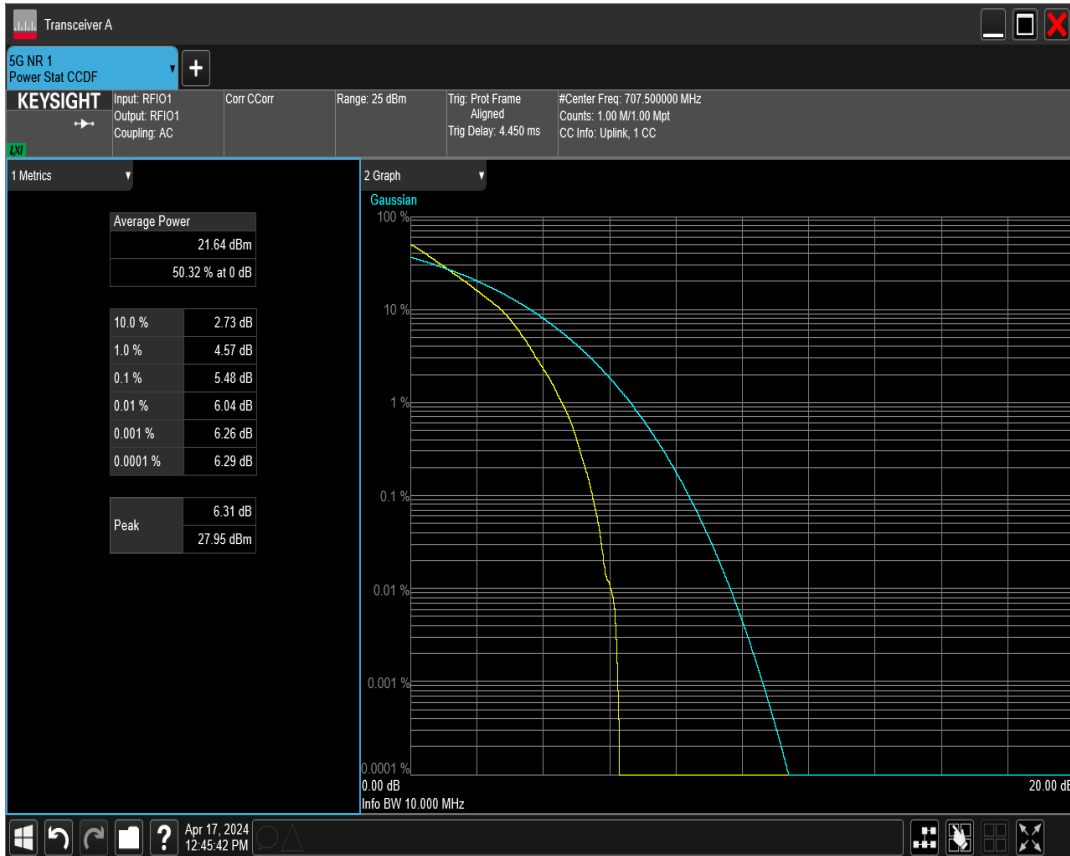 Transceiver A
5G NR 1
Power Stat CCDF
+
KEYSIGHT
LXI
Input: RFIO1
Output: RFIO1
Coupling: AC
Corr CCorr
Range: 25 dBm
Trig: Prot Frame
Aligned
Trig Delay: 4.450 ms
#Center Freq: 707.500000 MHz
Counts: 1.00 M/1.00 Mpt
CC Info: Uplink, 1 CC
1 Metrics
Average Power
21.64 dBm
50.32 % at 0 dB
10.0 % 2.73 dB
1.0 % 4.57 dB
0.1 % 5.48 dB
0.01 % 6.04 dB
0.001 % 6.26 dB
0.0001 % 6.29 dB
Peak
6.31 dB
27.95 dBm
2 Graph
Gaussian
100 %
10 %
1 %
0.1 %
0.01 %
0.001 %
0.0001 %
0.00 dB
20.00 dB
Info BW 10.000 MHz
?
Apr 17, 2024
12:45:42 PM